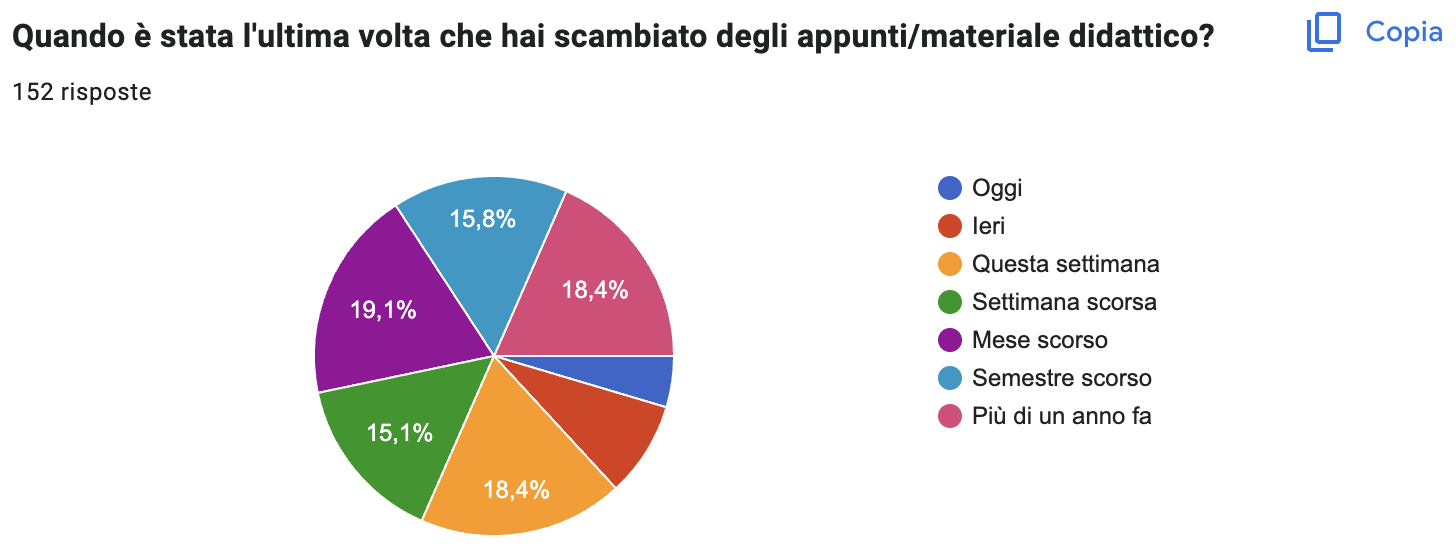 Quando è stata l'ultima volta che hai scambiato degli appunti/materiale didattico?
Copia
152 risposte
15,8%
18,4%
19,1%
15,1%
18,4%
Oggi
Ieri
Questa settimana
Settimana scorsa
Mese scorso
Semestre scorso
Più di un anno fa